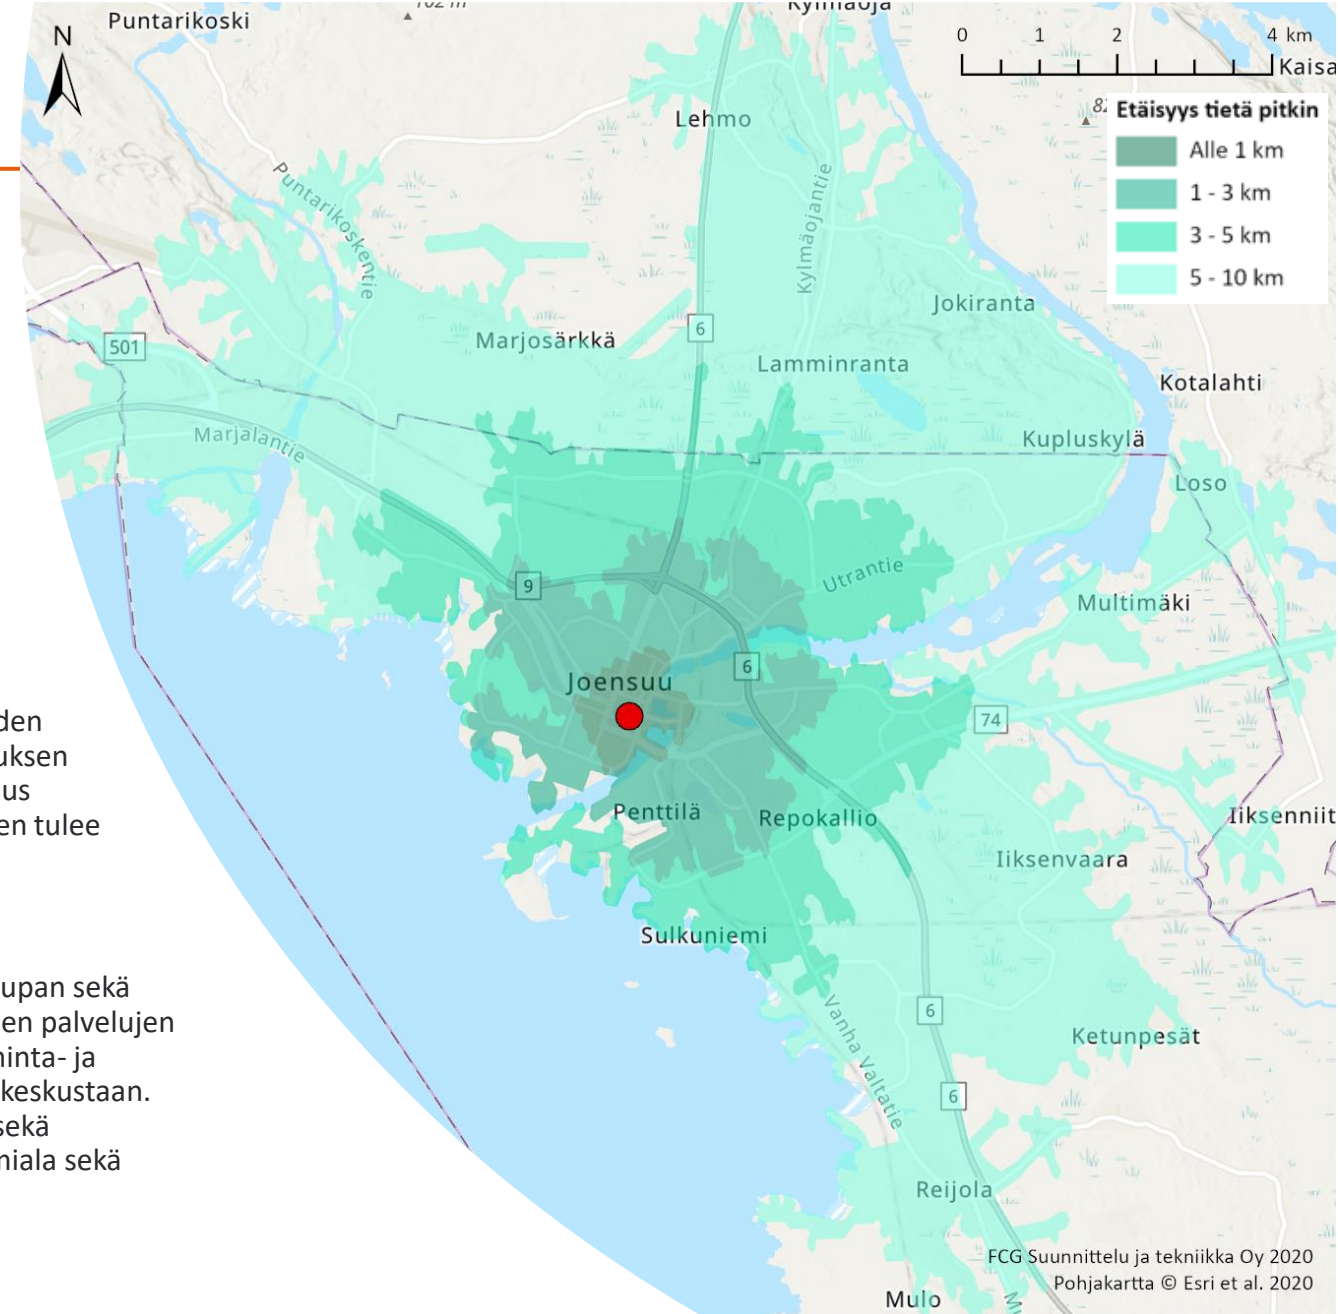 Puntarikoski
102 m
Kylmäoja
N
0 1 2 4 km
Kaisa
Lehmo
82
Etäisyys tietä pitkin
Alle 1 km
1 - 3 km
3 - 5 km
5 - 10 km
Puntarikoskentie
Kylmäojantie
Jokiranta
6
Marjosärkkä
501
Lamminranta
Kotalahti
Marjalantie
Kupluskylä
Loso
Utrantie
9
Multimäki
6
Joensuu
74
den
uksen
us
en tulee
Penttilä
Repokallio
Iiksenniit
Iiksenvaara
Sulkuniemi
upan sekä
en palvelujen
ninta- ja
keskustaan.
sekä
niala sekä
6
Vanha Valtatie
Ketunpesät
6
Reijola
FCG Suunnittelu ja tekniikka Oy 2020
Pohjakartta © Esri et al. 2020
Mulo